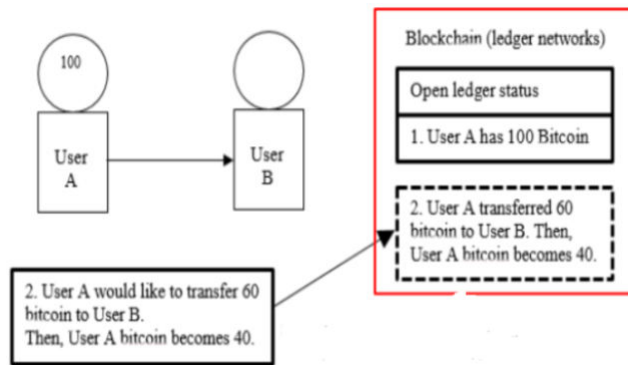 100
User
A
User
B
Blockchain (ledger networks)
Open ledger status
1. User A has 100 Bitcoin
2. User A transferred 60
bitcoin to User B. Then,
User A bitcoin becomes 40.
2. User A would like to transfer 60
bitcoin to User B.
Then, User A bitcoin becomes 40.